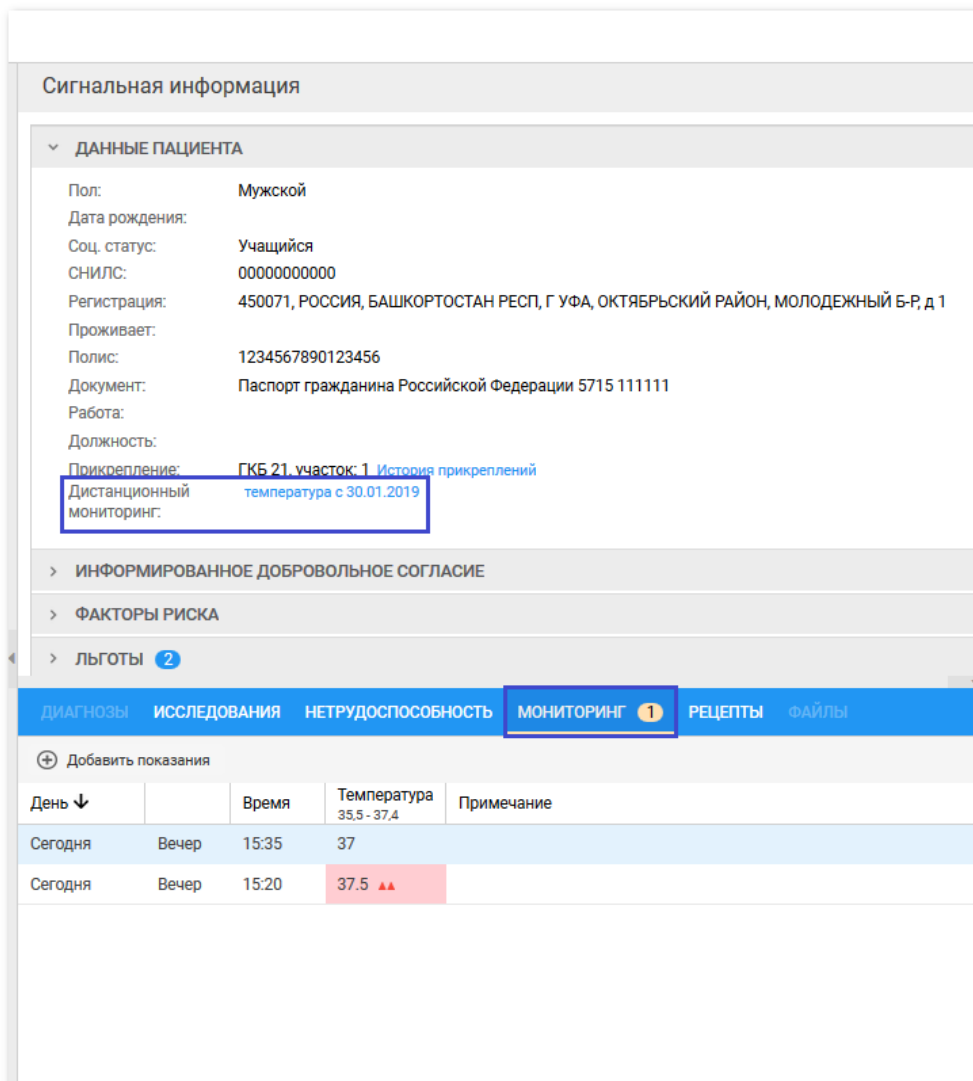 Сигнальная информация
ДАННЫЕ ПАЦИЕНТА
Пол: Мужской
Дата рождения:
Соц. статус: Учащийся
СНИЛС: 00000000000
Регистрация: 450071, РОССИЯ, БАШКОРТОСТАН РЕСП, Г УФА, ОКТЯБРЬСКИЙ РАЙОН, МОЛОДЕЖНЫЙ Б-Р, д 1
Проживает:
Полис: 1234567890123456
Документ: Паспорт гражданина Российской Федерации 5715 111111
Работа:
Должность:
Прикрепление: ГКБ 21, участок: 1 История прикреплений
Дистанционный температура с 30.01.2019
мониторинг:
ИНФОРМИРОВАННОЕ ДОБРОВОЛЬНОЕ СОГЛАСИЕ
ФАКТОРЫ РИСКА
ЛЬГОТЫ 2
ДИАГНОЗЫ ИССЛЕДОВАНИЯ НЕТРУДОСПОСОБНОСТЬ МОНИТОРИНГ 1 РЕЦЕПТЫ ФАЙЛЫ
Добавить показания
День Время Температура Примечание
35,5 - 37,4
Сегодня Вечер 15:35 37
Сегодня Вечер 15:20 37.5